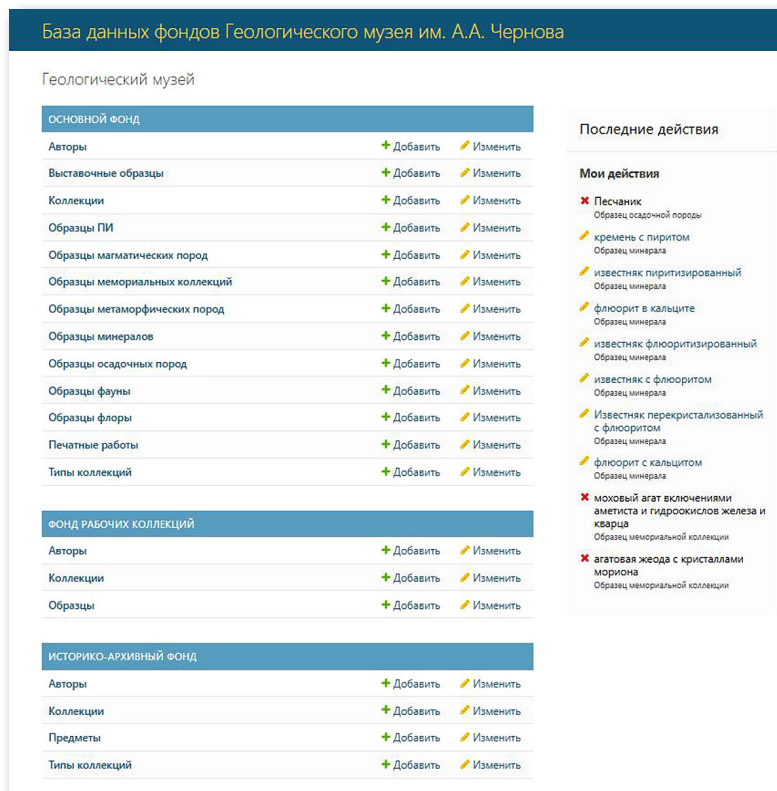 База данных фондов Геологического музея им. А.А. Чернова
Геологический музей
ОСНОВНОЙ ФОНД
Авторы Добавить Изменить
Выставочные образцы Добавить Изменить
Коллекции Добавить Изменить
Образцы ПИ Добавить Изменить
Образцы магматических пород Добавить Изменить
Образцы мемориальных коллекций Добавить Изменить
Образцы метаморфических пород Добавить Изменить
Образцы минералов Добавить Изменить
Образцы осадочных пород Добавить Изменить
Образцы фауны Добавить Изменить
Образцы флоры Добавить Изменить
Печатные работы Добавить Изменить
Типы коллекций Добавить Изменить
ФОНД РАБОЧИХ КОЛЛЕКЦИЙ
Авторы Добавить Изменить
Коллекции Добавить Изменить
Образцы Добавить Изменить
ИСТОРИКО-АРХИВНЫЙ ФОНД
Авторы Добавить Изменить
Коллекции Добавить Изменить
Предметы Добавить Изменить
Типы коллекций Добавить Изменить
Последние действия
Мои действия
Песчаник
Образец осадочной породы
кремень с пиритом
Образец минерала
известняк пиритизированный
Образец минерала
флюорит в кальците
Образец минерала
известняк флюоритизированный
Образец минерала
известняк с флюоритом
Образец минерала
Известняк перекристализованный
с флюоритом
Образец минерала
флюорит с кальцитом
Образец минерала
моховый агат включениями
аметиста и гидроокислов железа и
кварца
Образец мемориальной коллекции
агатовая жеода с кристаллами
мориона
Образец мемориальной коллекции